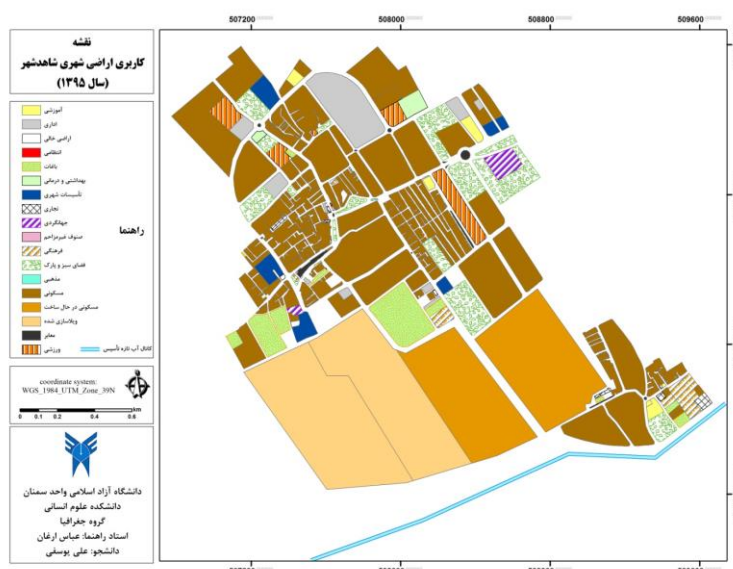 507200 508000 508800 509600
نقشه
کاربری اراضی شهری شاهدشهر
(سال ۱۳۹۵)
آموزشی
اداری
اراضی خالی
انتظامی
باغات
بهداشتی و درمانی
تأسیسات شهری
تجاری
جهانگردی
راهنما
صنوف غیرمزاحم
فرهنگی
فضای سبز و پارک
مذهبی
مسکونی
مسکونی در حال ساخت
ویلاسازی شده
معابر
ورزشی
کانال آب تازه تأسیس
coordinate system:
WGS_1984_UTM_Zone_39N
km
0 0.1 0.2 0.4 0.6
دانشگاه آزاد اسلامی واحد سمنان
دانشکده علوم انسانی
گروه جغرافیا
استاد راهنما: عباس ارغان
دانشجو: علی یوسفی